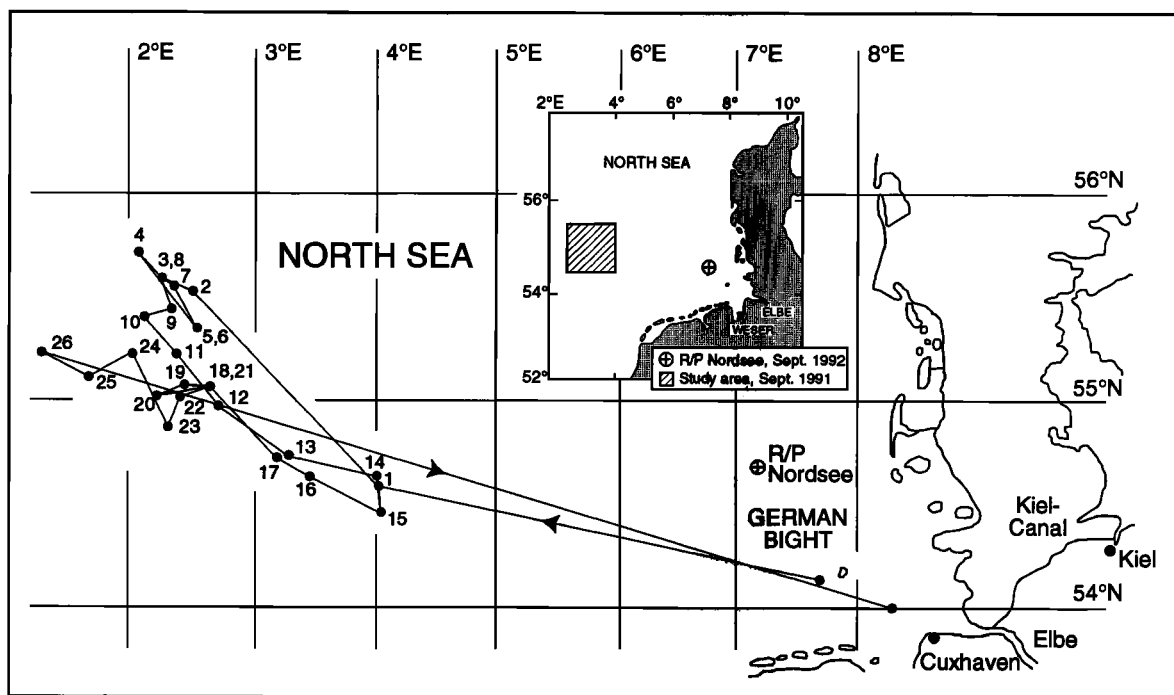 2°E 3°E 4°E 5°E 6°E 7°E 8°E
2°E 4° 6° 8° 10°
NORTH SEA
56°
54°
52°
ELBE
WESER
R/P Nordsee, Sept. 1992
Study area, Sept. 1991
56°N
NORTH SEA
4
3,8
7
2
10
9
5,6
26
24
11
25
19
18,21
55°N
20
22
12
23
13
17
14
16
1
15
R/P
Nordsee
GERMAN
BIGHT
Kiel-
Canal
Kiel
D
54°N
Elbe
Cuxhaven